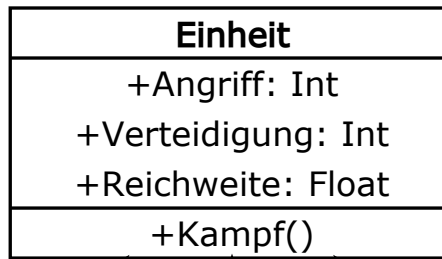 Einheit
+Angriff: Int
+Verteidigung: Int
+Reichweite: Float
+Kampf()